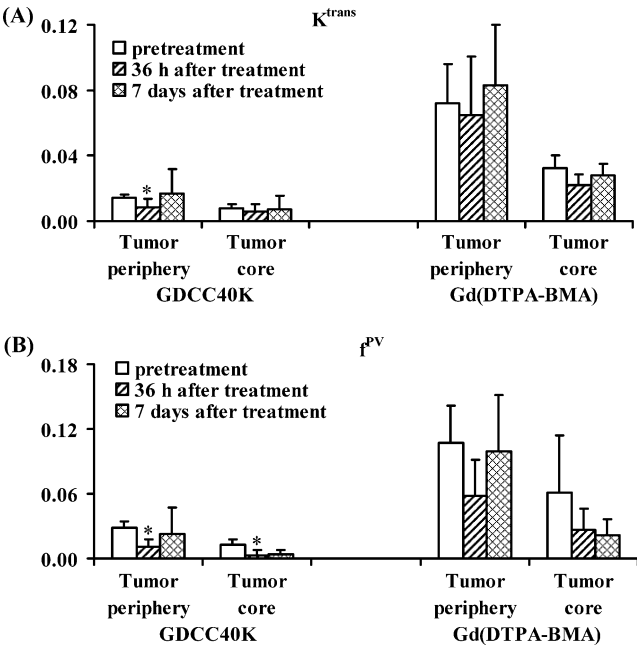 (A)
K^trans
0.12
pretreatment
36 h after treatment
7 days after treatment
0.08
0.04
*
0.00
Tumor periphery
Tumor core
Tumor periphery
Tumor core
GDCC40K
Gd(DTPA-BMA)
(B)
f^PV
0.18
pretreatment
36 h after treatment
7 days after treatment
0.12
0.06
*
*
0.00
Tumor periphery
Tumor core
Tumor periphery
Tumor core
GDCC40K
Gd(DTPA-BMA)